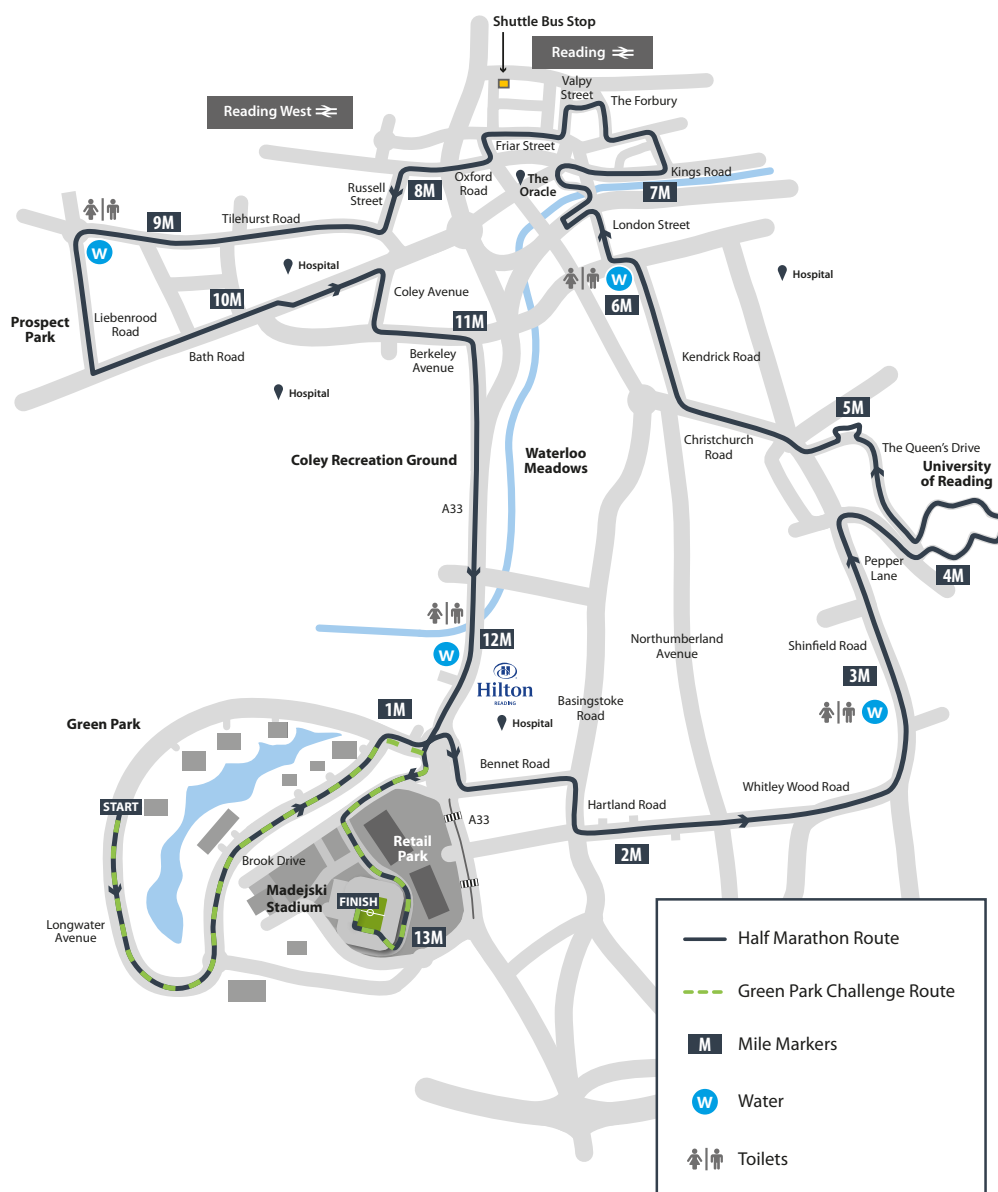 Shuttle Bus Stop
Reading
Valpy
Street
The Forbury
Reading West
Friar Street
Kings Road
Oxford
Road
The
Oracle
Russell
Street
8M
7M
9M
Tilehurst Road
London Street
W
Hospital
Hospital
W
6M
10M
Coley Avenue
Prospect
Park
Liebenrood
Road
11M
Bath Road
Berkeley
Avenue
Kendrick Road
Hospital
5M
Christchurch
Road
The Queen's Drive
University
of Reading
Coley Recreation Ground
Waterloo
Meadows
A33
Pepper
Lane
4M
12M
W
Northumberland
Avenue
Shinfield Road
3M
W
Hilton
READING
Basingstoke
Road
1M
Green Park
Hospital
Bennet Road
Whitley Wood Road
START
Hartland Road
A33
2M
Retail
Park
Brook Drive
Madejski
Stadium
FINISH
Longwater
Avenue
13M
Half Marathon Route
Green Park Challenge Route
M
Mile Markers
W
Water
Toilets